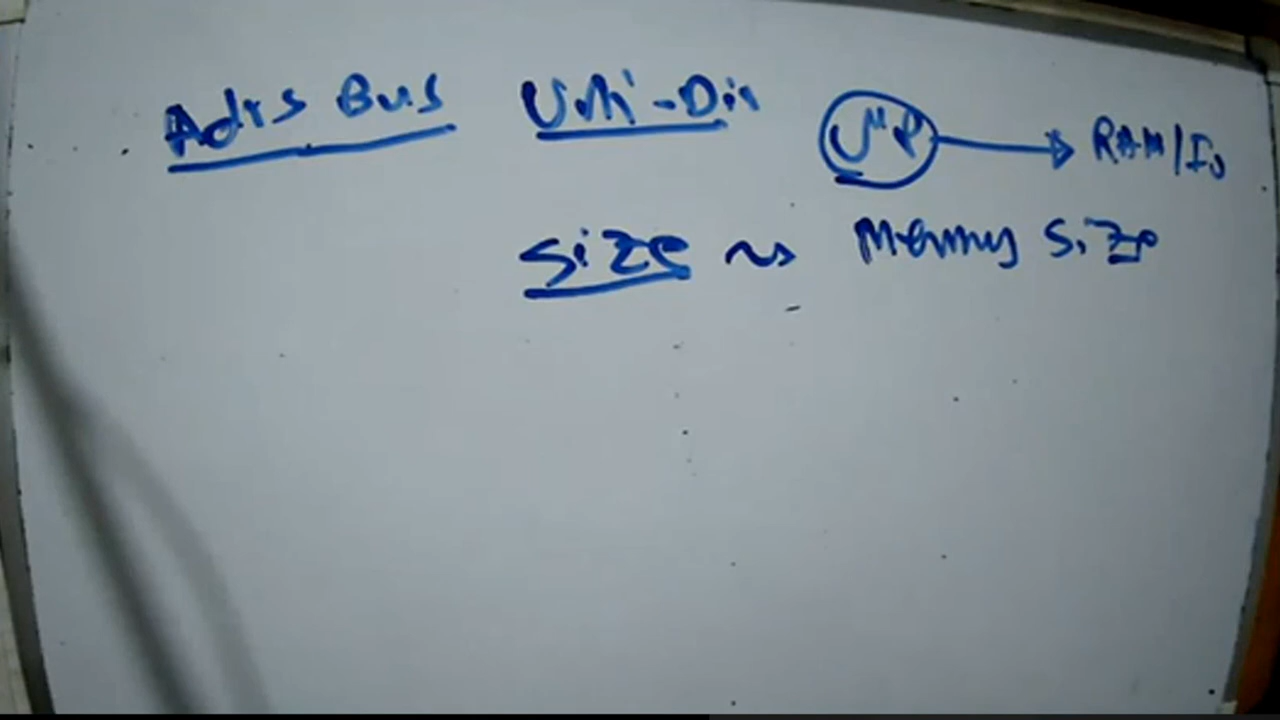 Adrs Bus Uni-Dir μP → RAM/IO
Size ~> Memory Size